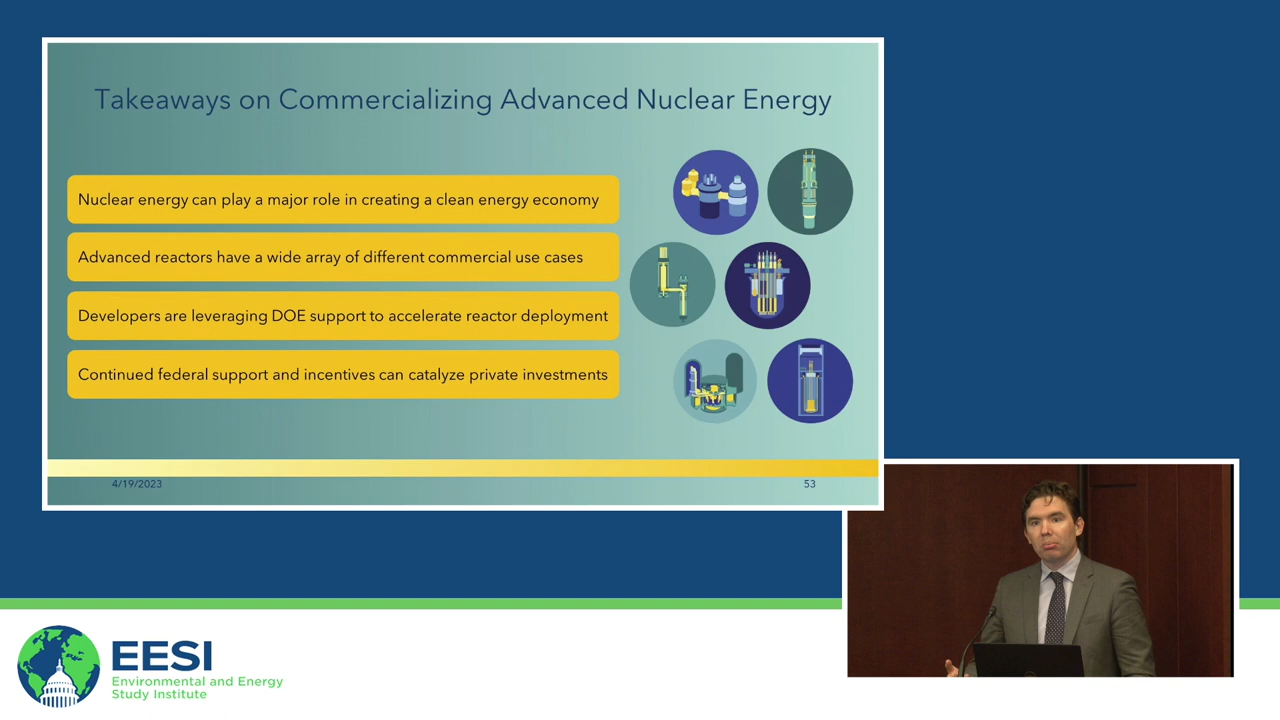 Takeaways on Commercializing Advanced Nuclear Energy
Nuclear energy can play a major role in creating a clean energy economy
Advanced reactors have a wide array of different commercial use cases
Developers are leveraging DOE support to accelerate reactor deployment
Continued federal support and incentives can catalyze private investments
4/19/2023
53
EESI
Environmental and Energy
Study Institute